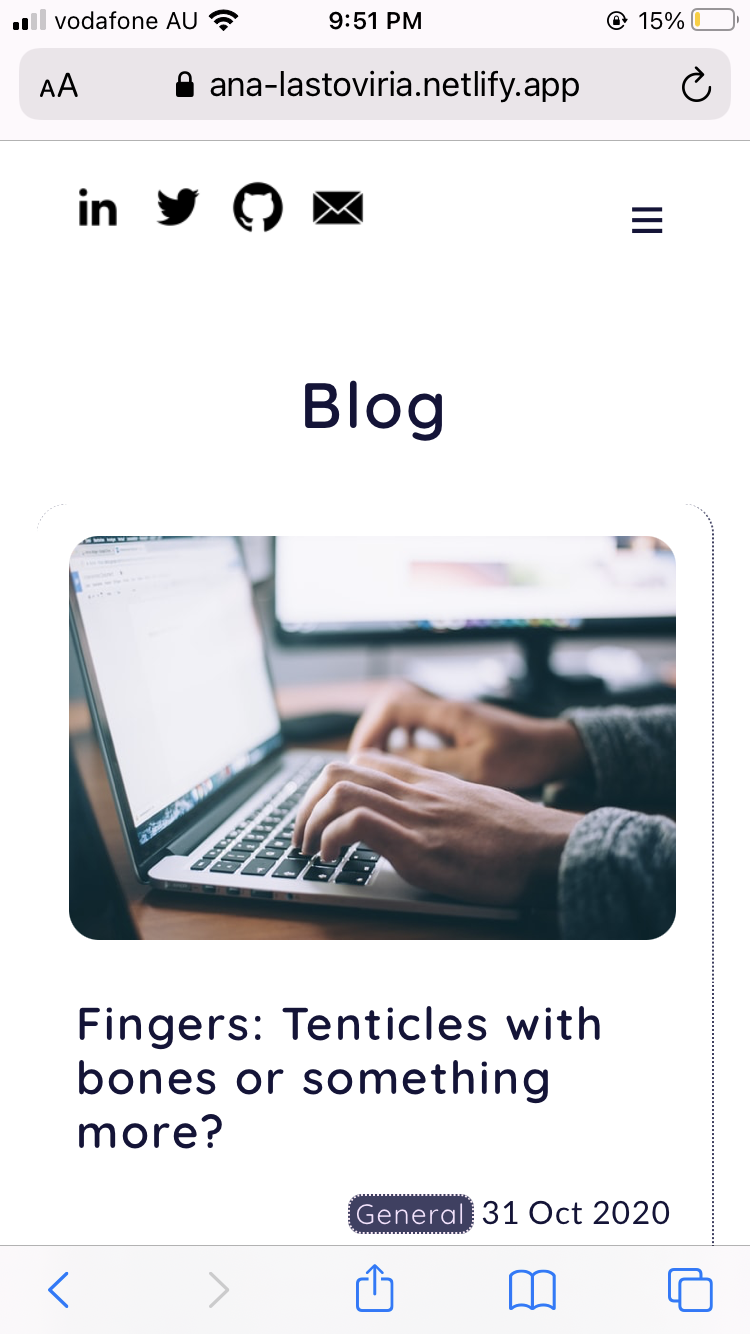 vodafone AU 9:51 PM 15%
AA ana-lastoviria.netlify.app
in
Blog
Fingers: Tenticles with
bones or something
more?
General 31 Oct 2020